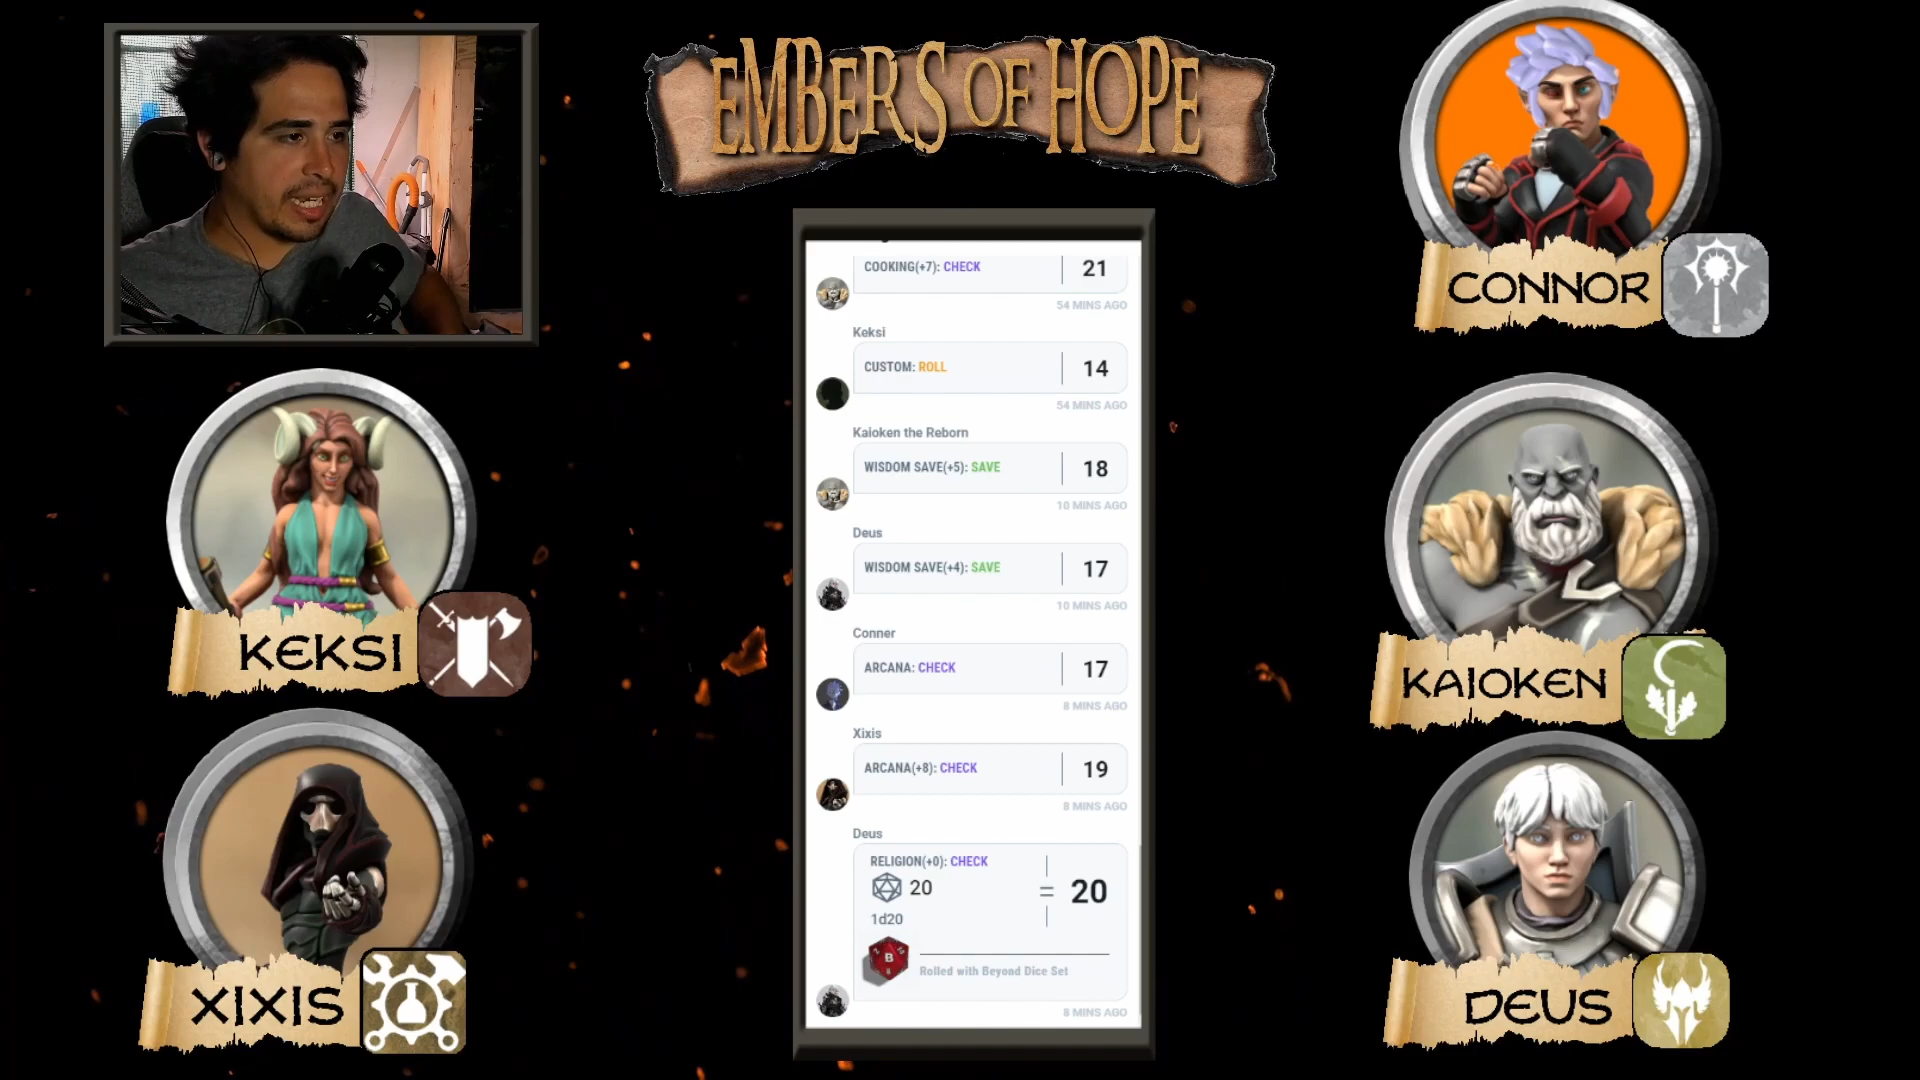 EMBERS OF HOPE
CONNOR
KEKSI
KAIOKEN
XIXIS
DEUS
COOKING(+7): CHECK
21
54 MINS AGO
Keksi
CUSTOM: ROLL
14
54 MINS AGO
Kaioken the Reborn
WISDOM SAVE(+5): SAVE
18
10 MINS AGO
Deus
WISDOM SAVE(+4): SAVE
17
10 MINS AGO
Conner
ARCANA: CHECK
17
8 MINS AGO
Xixis
ARCANA(+8): CHECK
19
8 MINS AGO
Deus
RELIGION(+0): CHECK
20
= 20
1d20
B
Rolled with Beyond Dice Set
8 MINS AGO